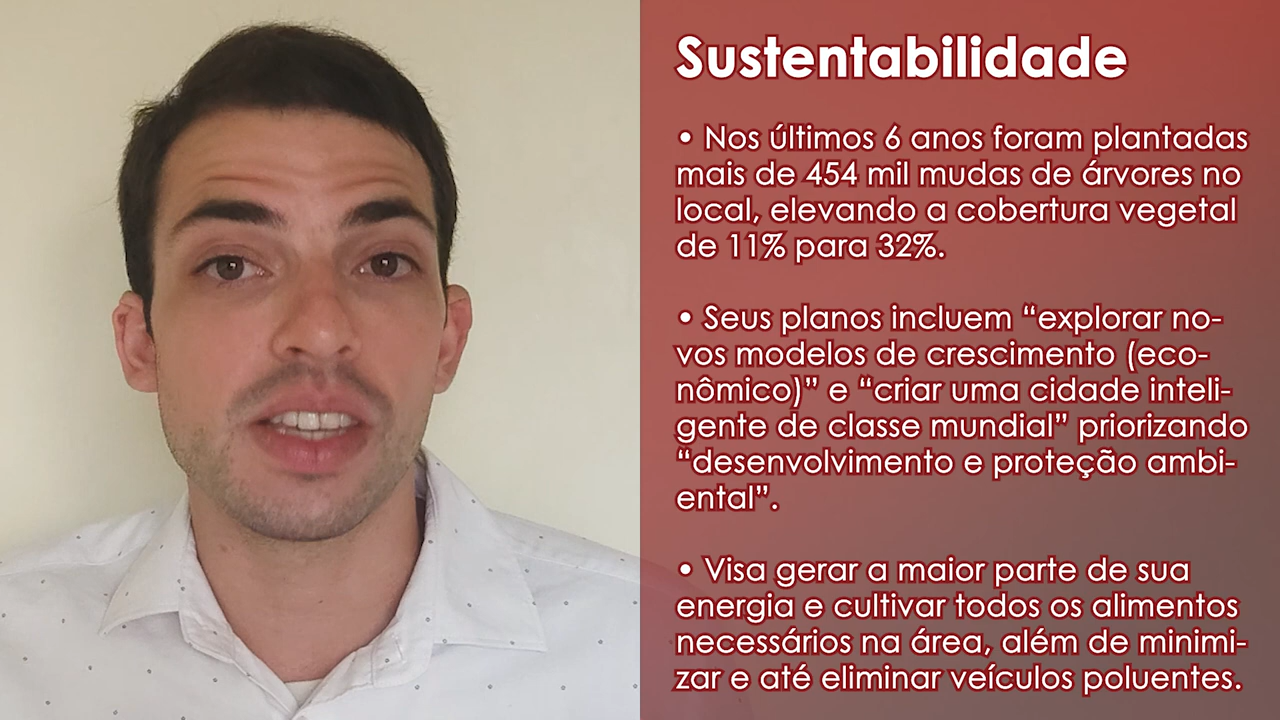 Sustentabilidade
• Nos últimos 6 anos foram plantadas
mais de 454 mil mudas de árvores no
local, elevando a cobertura vegetal
de 11% para 32%.
• Seus planos incluem “explorar no-
vos modelos de crescimento (eco-
nômico)” e “criar uma cidade inteli-
gente de classe mundial” priorizando
“desenvolvimento e proteção ambi-
ental”.
• Visa gerar a maior parte de sua
energia e cultivar todos os alimentos
necessários na área, além de minimi-
zar e até eliminar veículos poluentes.